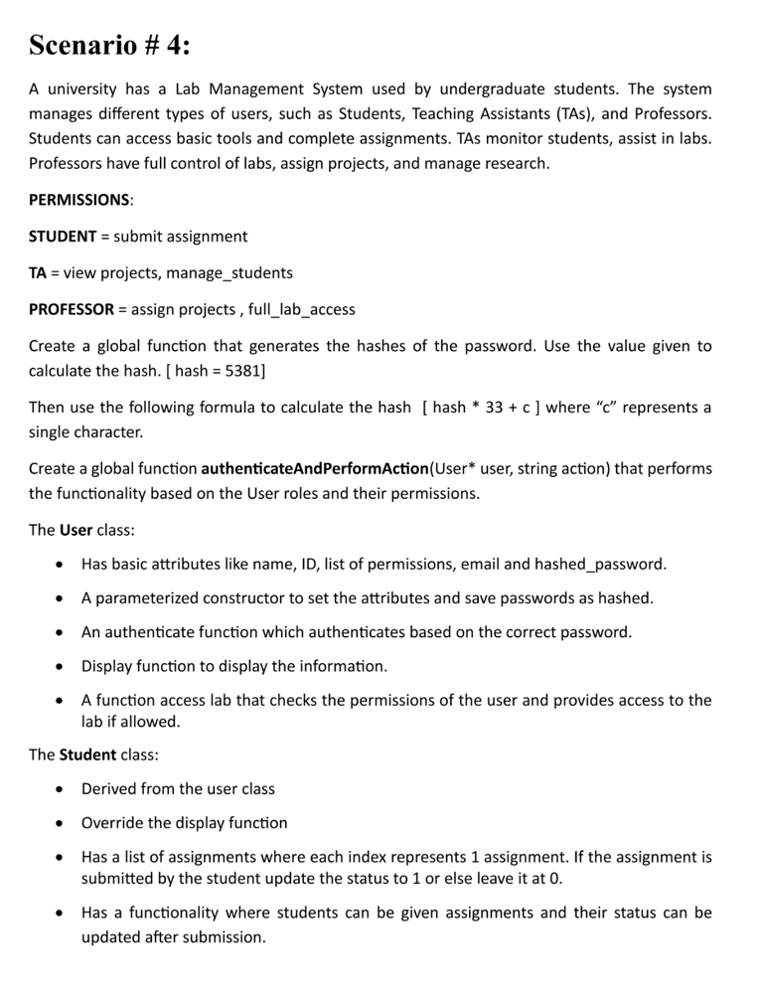 Scenario # 4:
A university has a Lab Management System used by undergraduate students. The system
manages different types of users, such as Students, Teaching Assistants (TAs), and Professors.
Students can access basic tools and complete assignments. TAs monitor students, assist in labs.
Professors have full control of labs, assign projects, and manage research.
PERMISSIONS:
STUDENT = submit assignment
TA = view projects, manage_students
PROFESSOR = assign projects , full_lab_access
Create a global function that generates the hashes of the password. Use the value given to
calculate the hash. [ hash = 5381]
Then use the following formula to calculate the hash [ hash * 33 + c ] where “c” represents a
single character.
Create a global function authenticateAndPerformAction(User* user, string action) that performs
the functionality based on the User roles and their permissions.
The User class:
• Has basic attributes like name, ID, list of permissions, email and hashed_password.
• A parameterized constructor to set the attributes and save passwords as hashed.
• An authenticate function which authenticates based on the correct password.
• Display function to display the information.
• A function access lab that checks the permissions of the user and provides access to the
lab if allowed.
The Student class:
• Derived from the user class
• Override the display function
• Has a list of assignments where each index represents 1 assignment. If the assignment is
submitted by the student update the status to 1 or else leave it at 0.
• Has a functionality where students can be given assignments and their status can be
updated after submission.